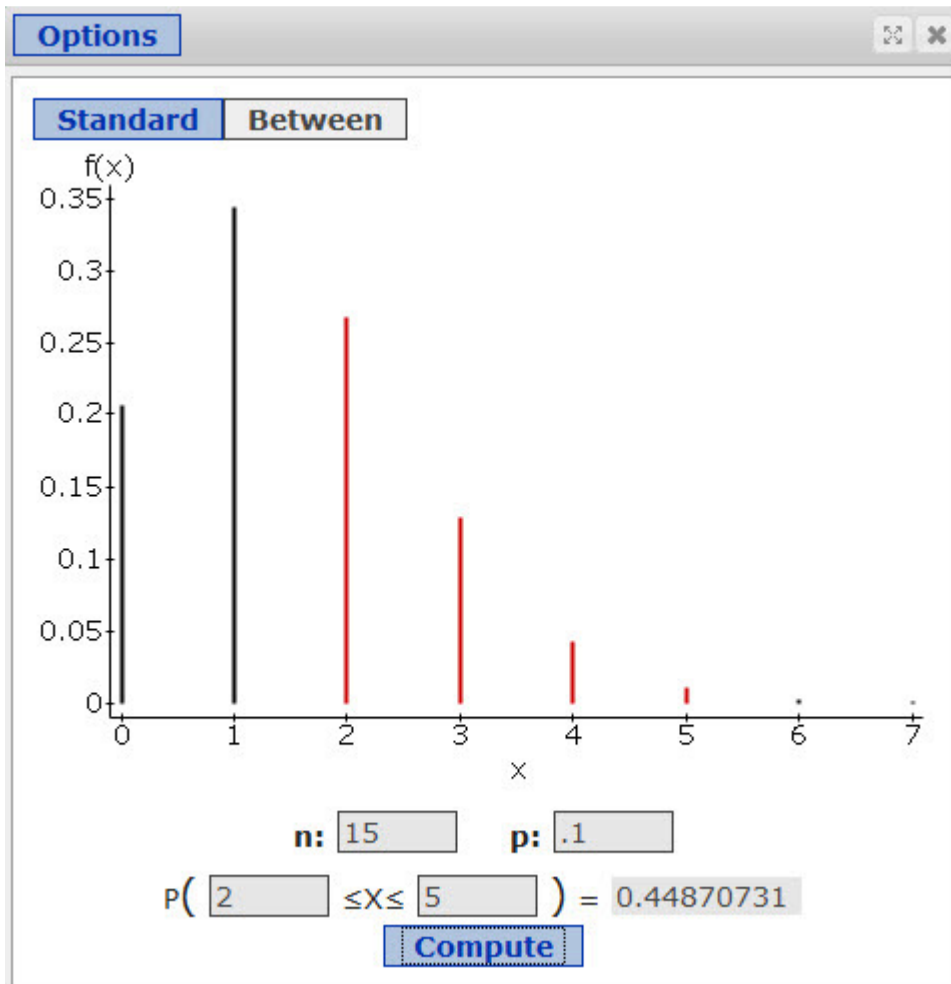 Options
Standard Between
f(x)
0.35
0.3
0.25
0.2
0.15
0.1
0.05
0
0 1 2 3 4 5 6 7
x
n: 15 p: .1
P( 2 ≤X≤ 5 ) = 0.44870731
Compute